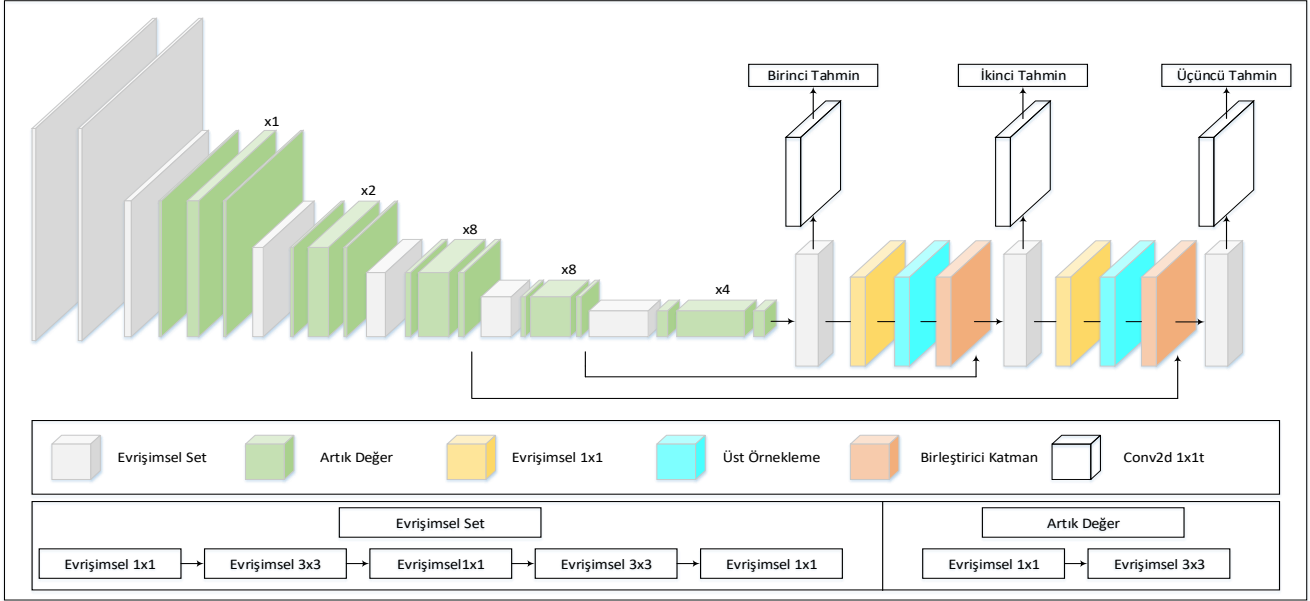 Birinci Tahmin
İkinci Tahmin
Üçüncü Tahmin
x1
x2
x8
x8
x4
Evrişimsel Set
Artık Değer
Evrişimsel 1x1
Üst Örnekleme
Birleştirici Katman
Conv2d 1x1t
Evrişimsel Set
Evrişimsel 1x1
Evrişimsel 3x3
Evrişimsel1x1
Evrişimsel 3x3
Evrişimsel 1x1
Artık Değer
Evrişimsel 1x1
Evrişimsel 3x3